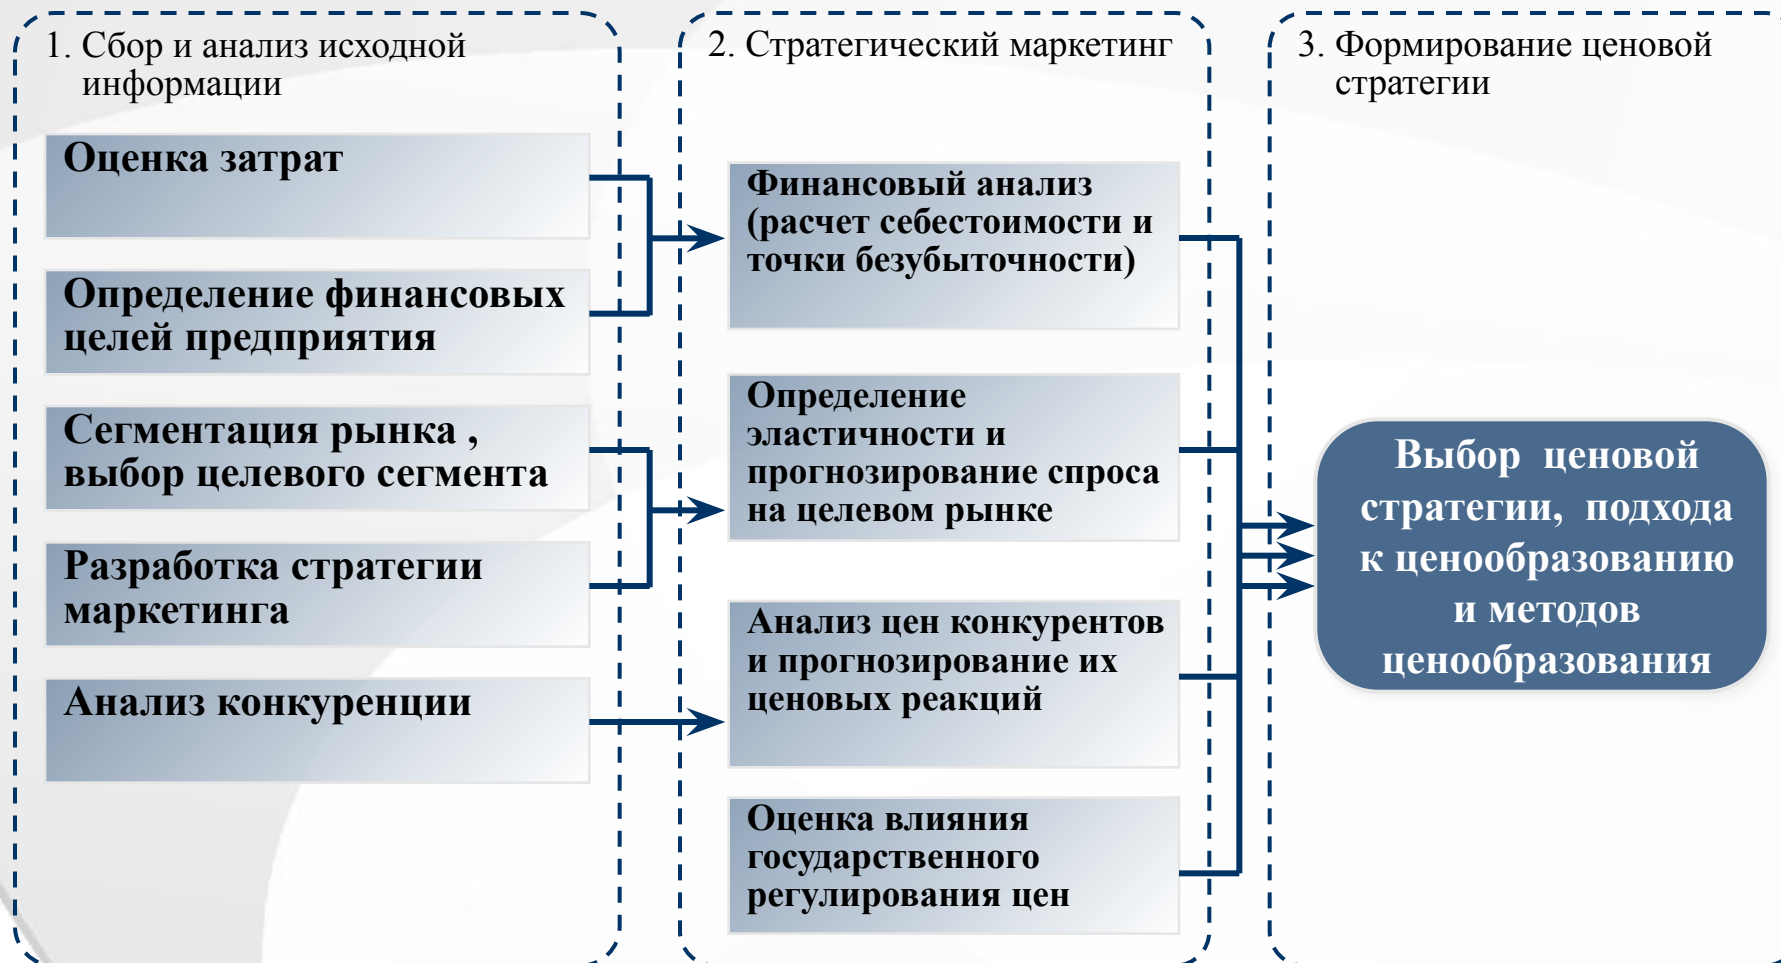 1. Сбор и анализ исходной
информации
Оценка затрат
Определение финансовых
целей предприятия
Сегментация рынка ,
выбор целевого сегмента
Разработка стратегии
маркетинга
Анализ конкуренции
2. Стратегический маркетинг
Финансовый анализ
(расчет себестоимости и
точки безубыточности)
Определение
эластичности и
прогнозирование спроса
на целевом рынке
Анализ цен конкурентов
и прогнозирование их
ценовых реакций
Оценка влияния
государственного
регулирования цен
3. Формирование ценовой
стратегии
Выбор ценовой
стратегии, подхода
к ценообразованию
и методов
ценообразования